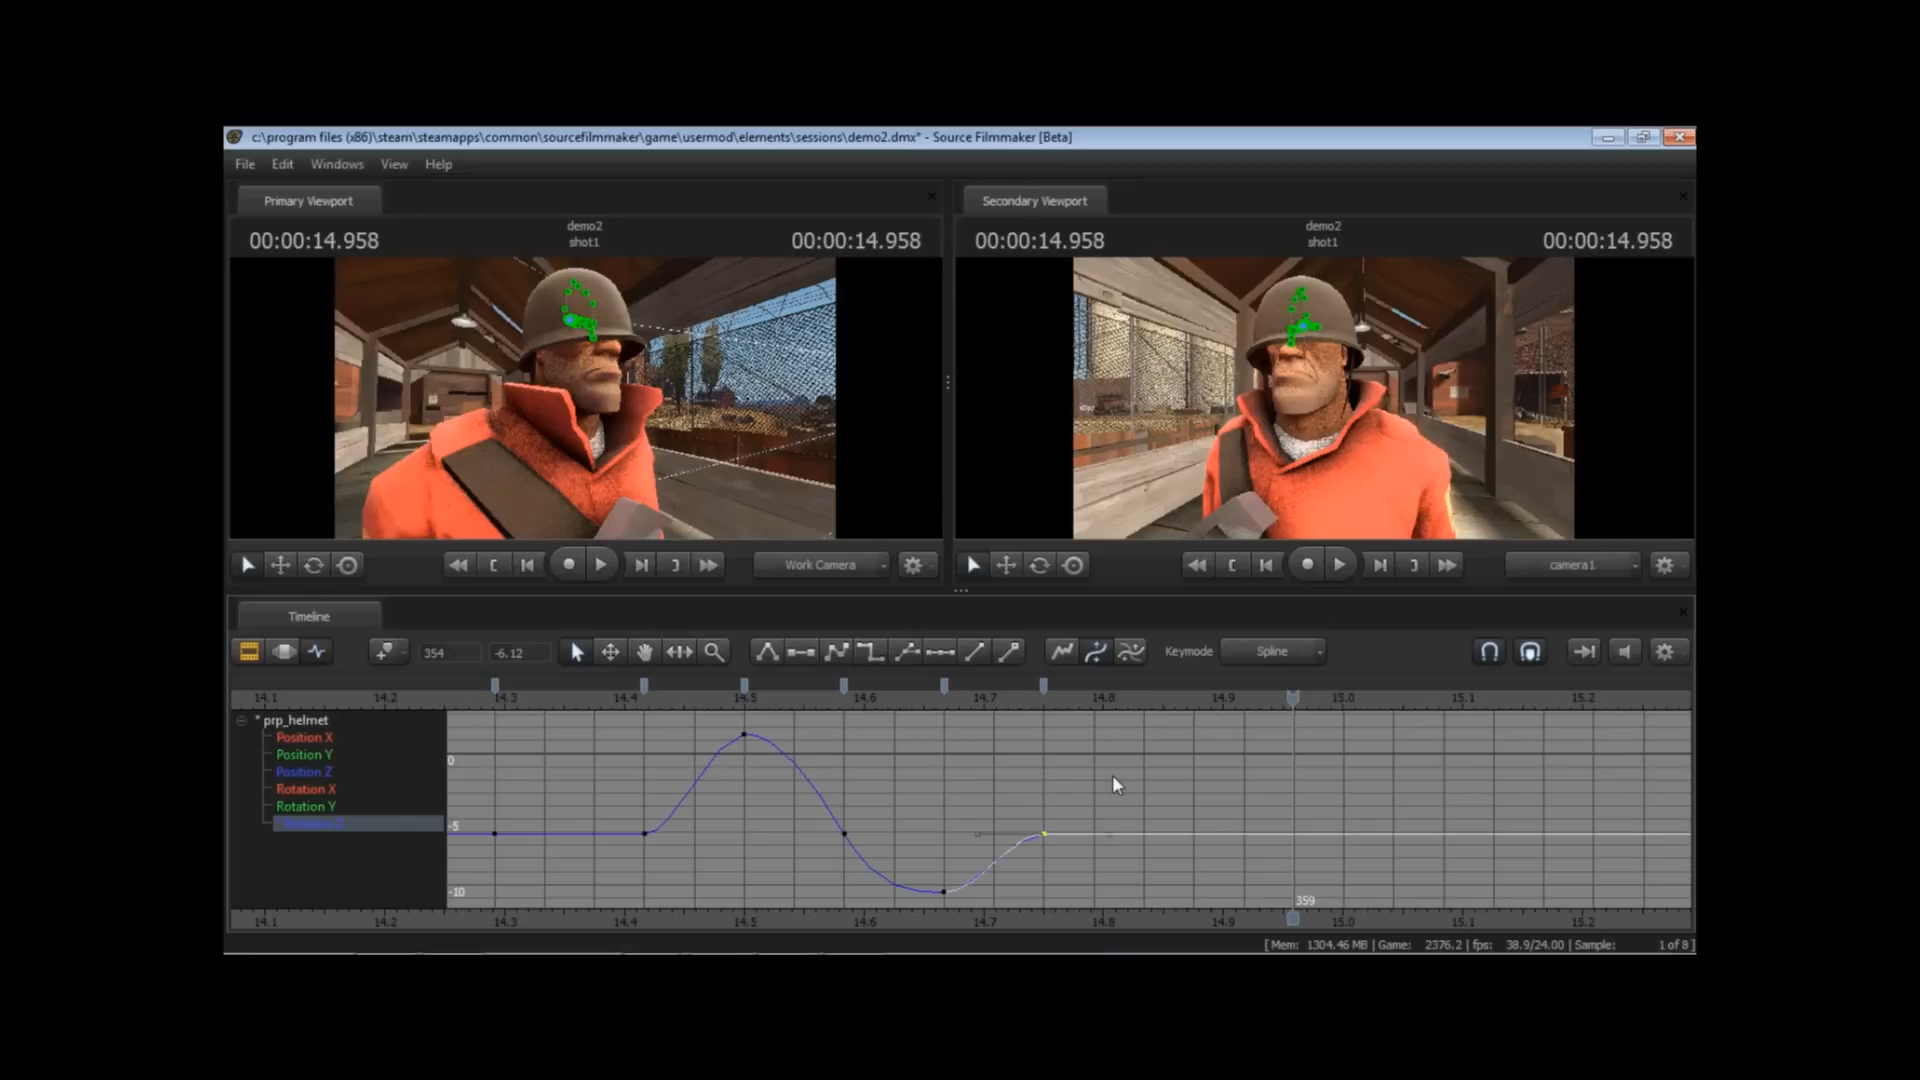 c:\program files (x86)\steam\steamapps\common\sourcefilmmaker\game\usermod\elements\sessions\demo2.dmx* - Source Filmmaker [Beta]
File Edit Windows View Help
Primary Viewport
Secondary Viewport
00:00:14.958
demo2
shot1
00:00:14.958
00:00:14.958
demo2
shot1
00:00:14.958
Work Camera
camera1
Timeline
354 -6.12 Keymode Spline
14.1 14.2 14.3 14.4 14.5 14.6 14.7 14.8 14.9 15.0 15.1 15.2
* prp_helmet
Position X
Position Y
Position Z
Rotation X
Rotation Y
Rotation Z
0
-5
-10
359
14.1 14.2 14.3 14.4 14.5 14.6 14.7 14.8 14.9 15.0 15.1 15.2
[ Mem: 1304.46 MB | Game: 2376.2 | fps: 38.9/24.00 | Sample: 1 of 8 ]